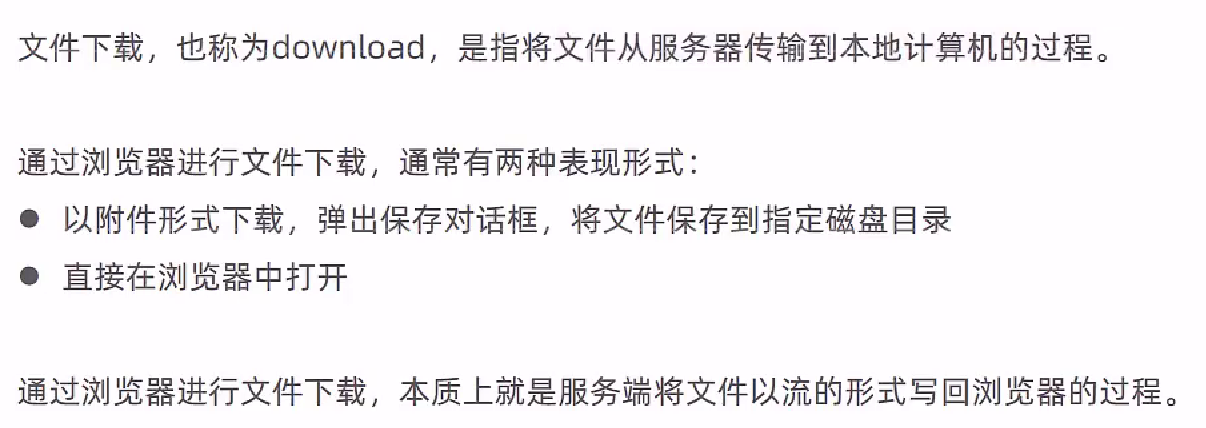 文件下载，也称为download，是指将文件从服务器传输到本地计算机的过程。
通过浏览器进行文件下载，通常有两种表现形式：
● 以附件形式下载，弹出保存对话框，将文件保存到指定磁盘目录
● 直接在浏览器中打开
通过浏览器进行文件下载，本质上就是服务端将文件以流的形式写回浏览器的过程。